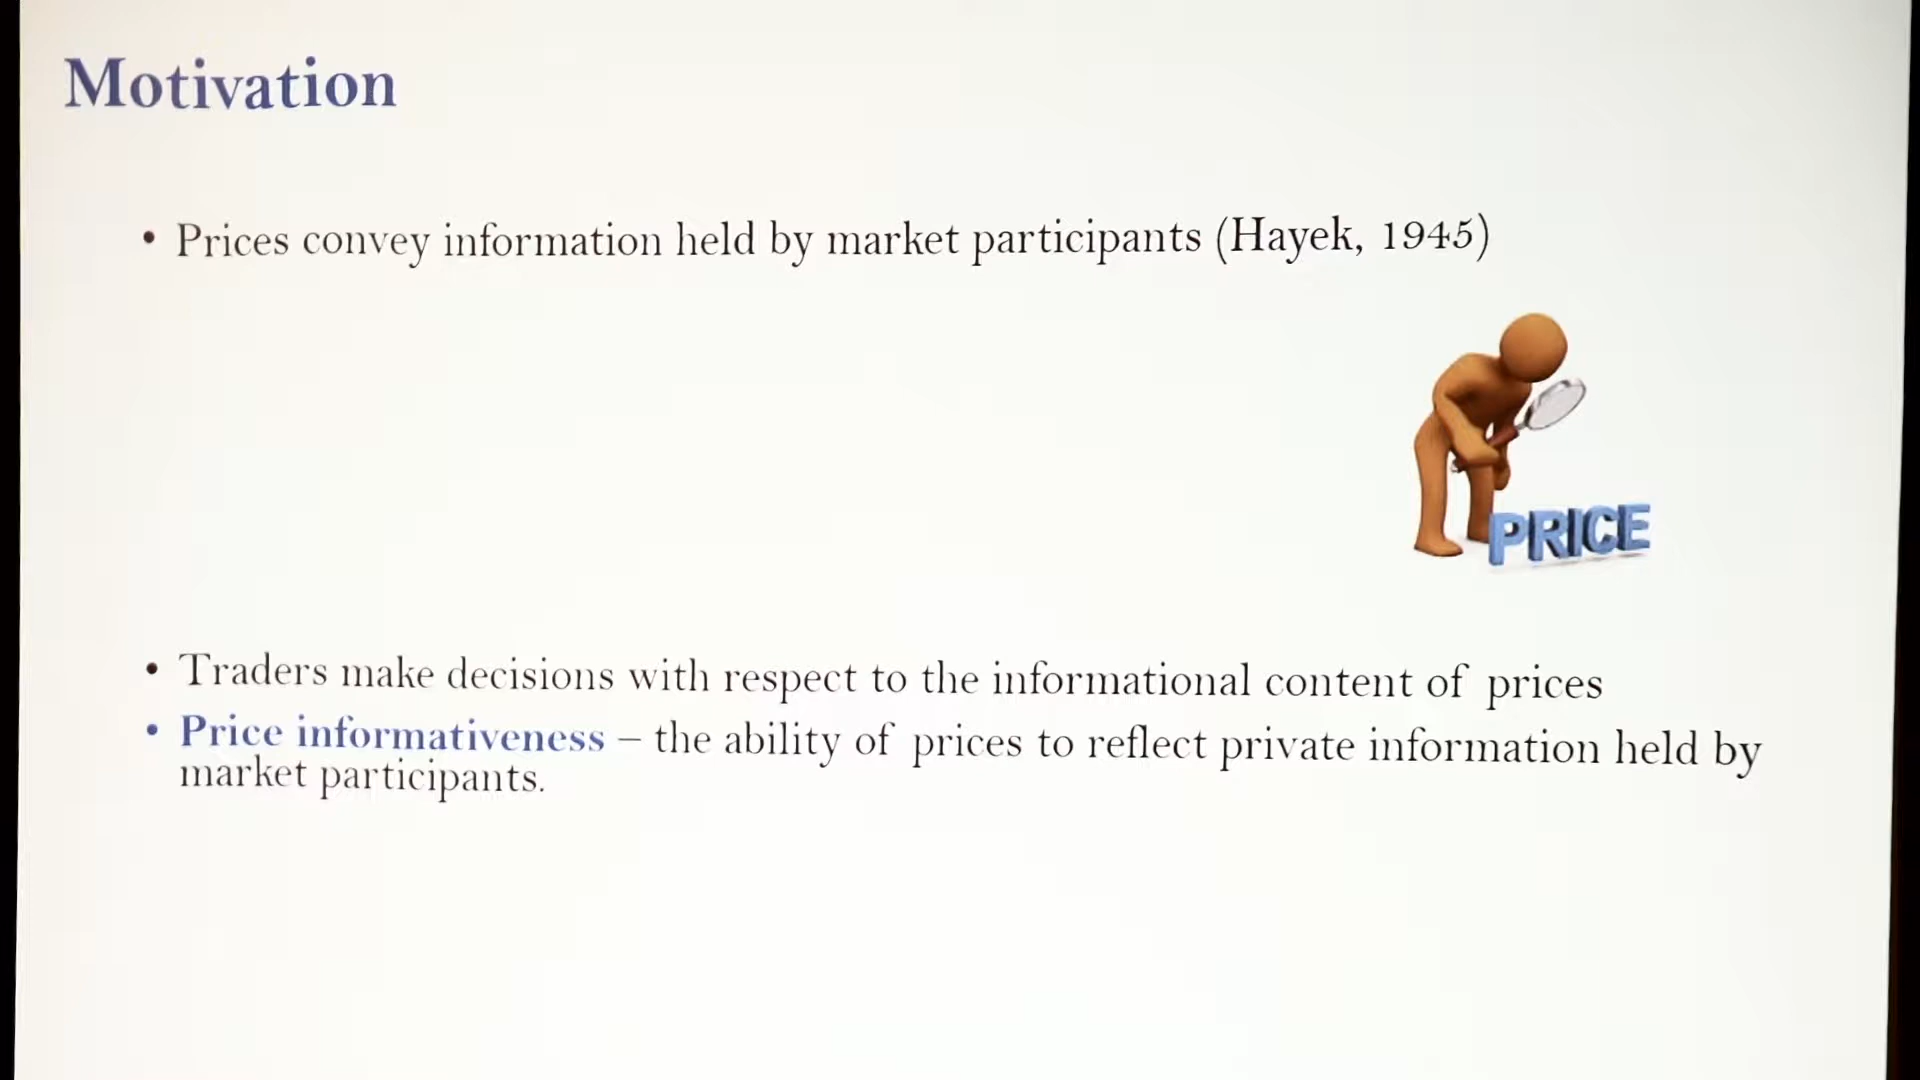 Motivation
• Prices convey information held by market participants (Hayek, 1945)
PRICE
• Traders make decisions with respect to the informational content of prices
• Price informativeness – the ability of prices to reflect private information held by
market participants.